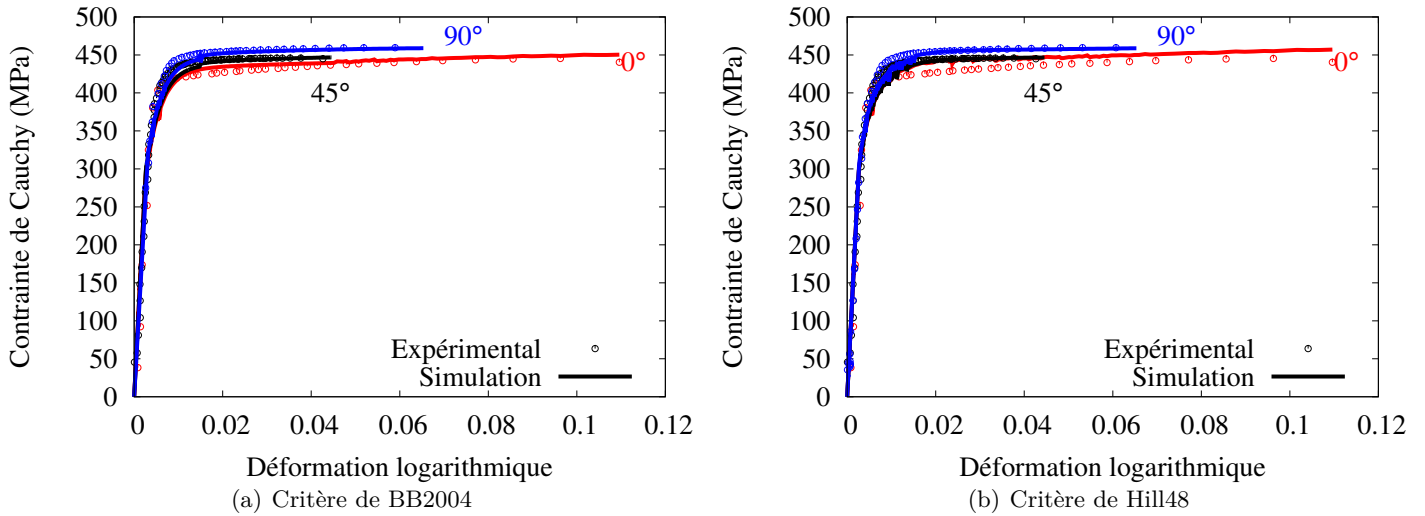 Contrainte de Cauchy (MPa)
500
450
400
350
300
250
200
150
100
50
0
90°
0°
45°
Expérimental
Simulation
0 0.02 0.04 0.06 0.08 0.1 0.12
Déformation logarithmique
(a) Critère de BB2004
Contrainte de Cauchy (MPa)
500
450
400
350
300
250
200
150
100
50
0
90°
0°
45°
Expérimental
Simulation
0 0.02 0.04 0.06 0.08 0.1 0.12
Déformation logarithmique
(b) Critère de Hill48